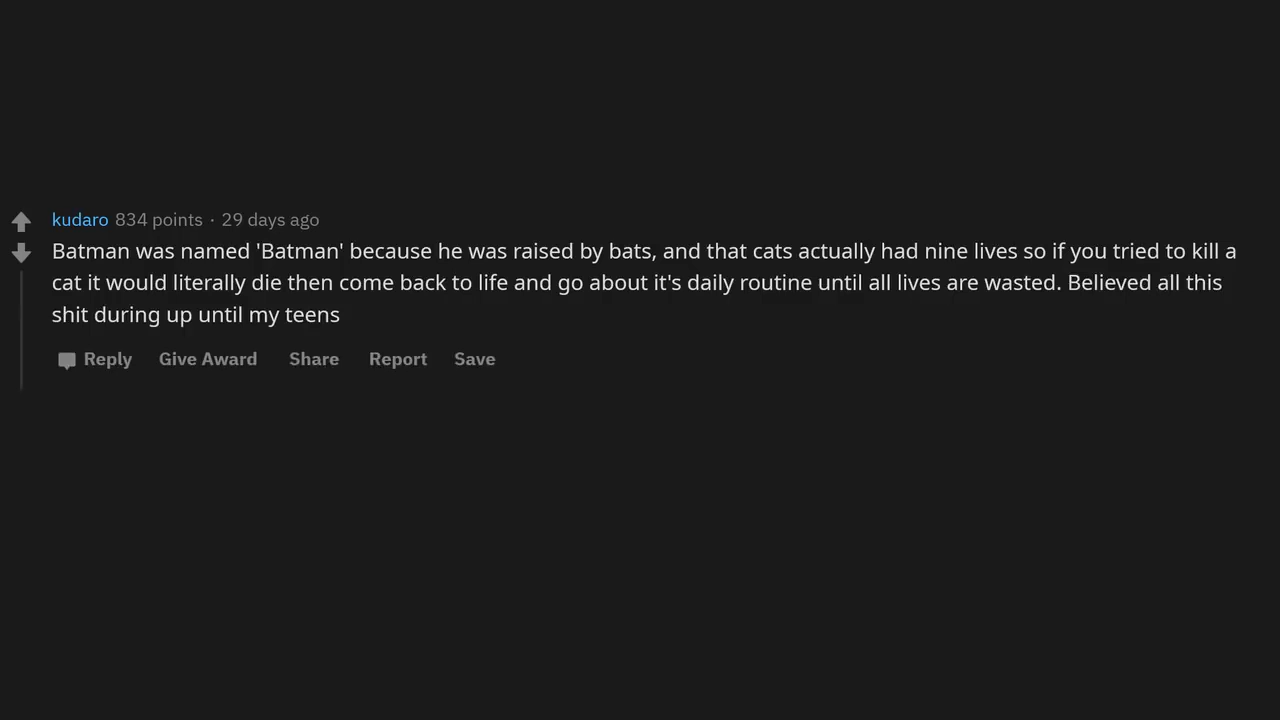 kudaro 834 points · 29 days ago
Batman was named 'Batman' because he was raised by bats, and that cats actually had nine lives so if you tried to kill a
cat it would literally die then come back to life and go about it's daily routine until all lives are wasted. Believed all this
shit during up until my teens
Reply Give Award Share Report Save